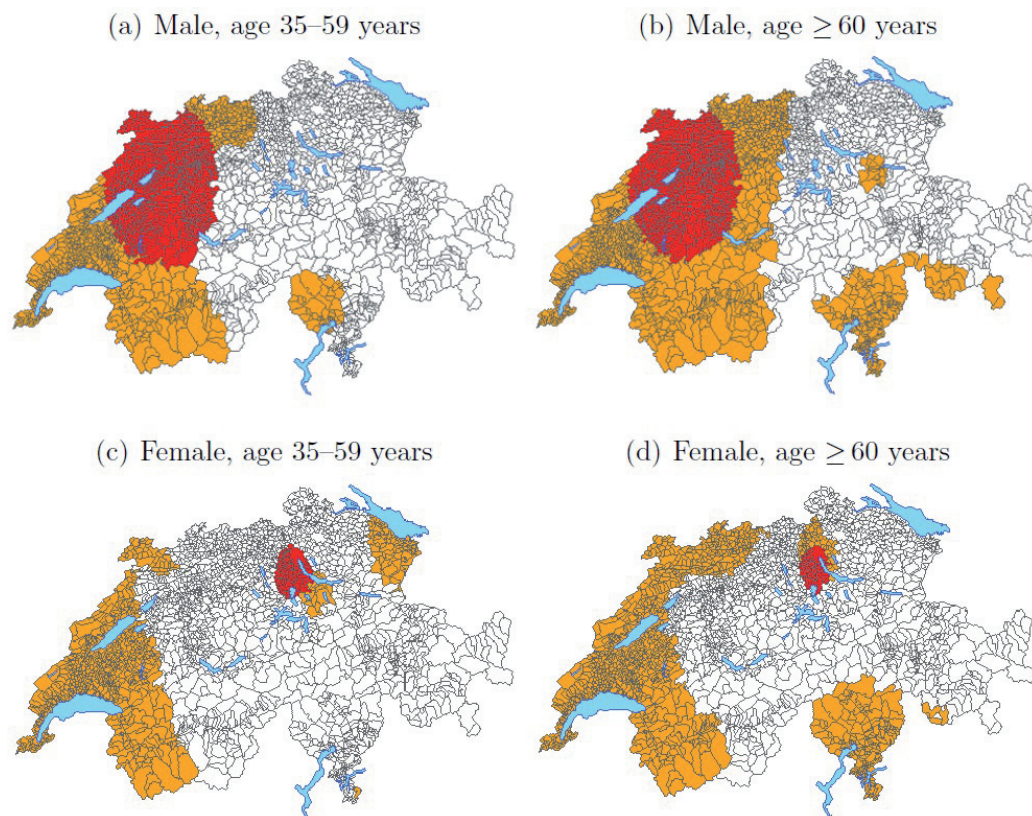 (a) Male, age 35–59 years
(b) Male, age ≥ 60 years
(c) Female, age 35–59 years
(d) Female, age ≥ 60 years